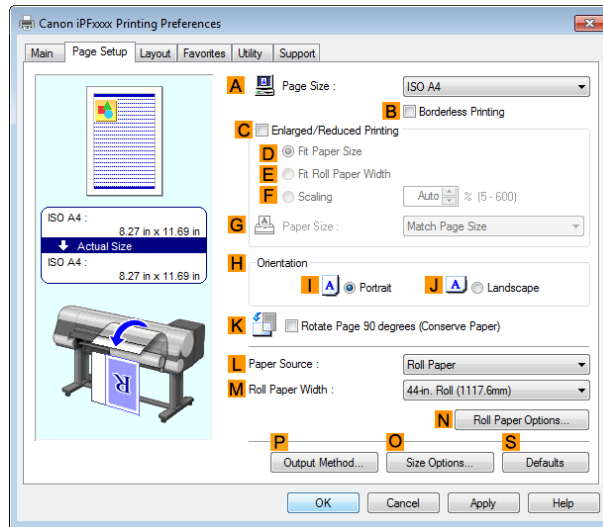 Canon iPFxxxx Printing Preferences
Main Page Setup Layout Favorites Utility Support
A Page Size : ISO A4
B Borderless Printing
C Enlarged/Reduced Printing
D Fit Paper Size
E Fit Roll Paper Width
F Scaling Auto % (5 - 600)
G Paper Size : Match Page Size
ISO A4 :
8.27 in x 11.69 in
Actual Size
ISO A4 :
8.27 in x 11.69 in
H Orientation
I A Portrait J A Landscape
K Rotate Page 90 degrees (Conserve Paper)
L Paper Source : Roll Paper
M Roll Paper Width : 44-in. Roll (1117.6mm)
N Roll Paper Options...
P O S
Output Method... Size Options... Defaults
OK Cancel Apply Help
R